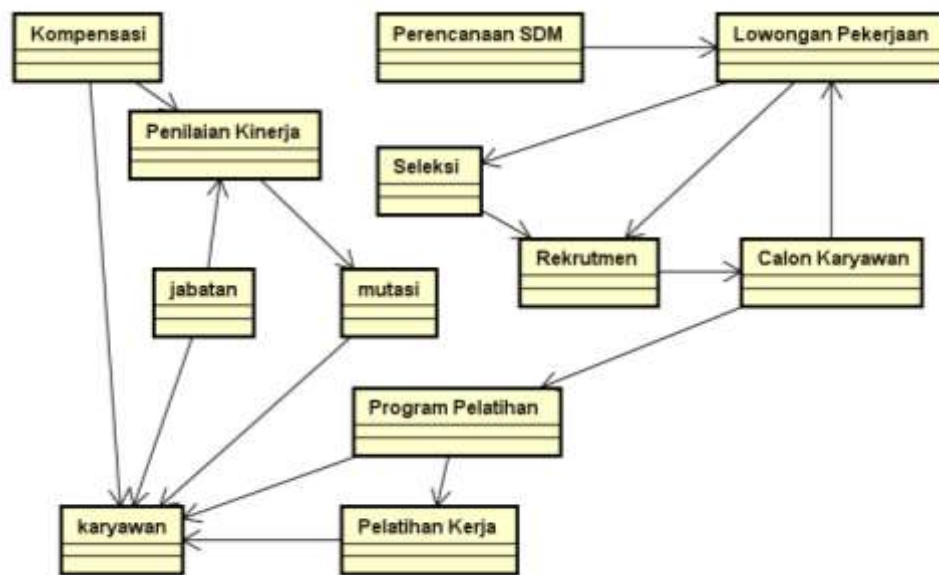 Kompensasi
Perencanaan SDM
Lowongan Pekerjaan
Penilaian Kinerja
Seleksi
Rekrutmen
Calon Karyawan
jabatan
mutasi
Program Pelatihan
karyawan
Pelatihan Kerja